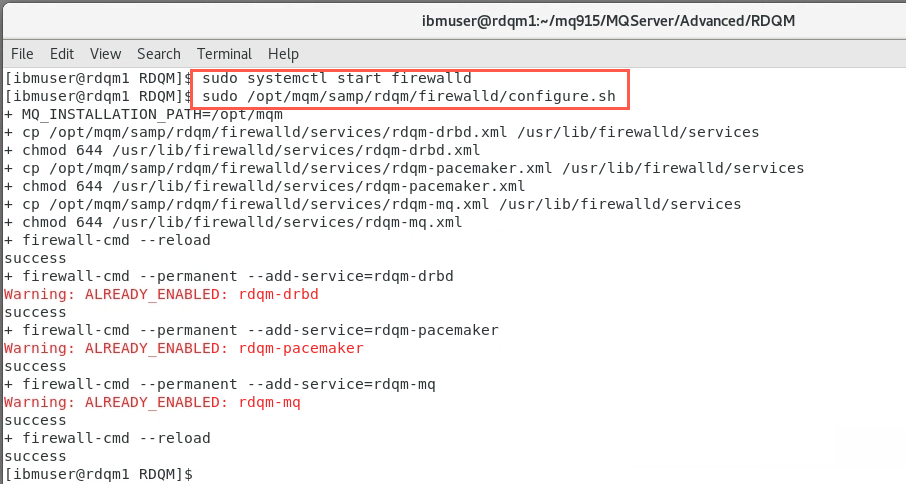 ibmuser@rdqm1:~/mq915/MQServer/Advanced/RDQM
File Edit View Search Terminal Help
[ibmuser@rdqm1 RDQM]$ sudo systemctl start firewalld
[ibmuser@rdqm1 RDQM]$ sudo /opt/mqm/samp/rdqm/firewalld/configure.sh
+ MQ_INSTALLATION_PATH=/opt/mqm
+ cp /opt/mqm/samp/rdqm/firewalld/services/rdqm-drbd.xml /usr/lib/firewalld/services
+ chmod 644 /usr/lib/firewalld/services/rdqm-drbd.xml
+ cp /opt/mqm/samp/rdqm/firewalld/services/rdqm-pacemaker.xml /usr/lib/firewalld/services
+ chmod 644 /usr/lib/firewalld/services/rdqm-pacemaker.xml
+ cp /opt/mqm/samp/rdqm/firewalld/services/rdqm-mq.xml /usr/lib/firewalld/services
+ chmod 644 /usr/lib/firewalld/services/rdqm-mq.xml
+ firewall-cmd --reload
success
+ firewall-cmd --permanent --add-service=rdqm-drbd
Warning: ALREADY_ENABLED: rdqm-drbd
success
+ firewall-cmd --permanent --add-service=rdqm-pacemaker
Warning: ALREADY_ENABLED: rdqm-pacemaker
success
+ firewall-cmd --permanent --add-service=rdqm-mq
Warning: ALREADY_ENABLED: rdqm-mq
success
+ firewall-cmd --reload
success
[ibmuser@rdqm1 RDQM]$